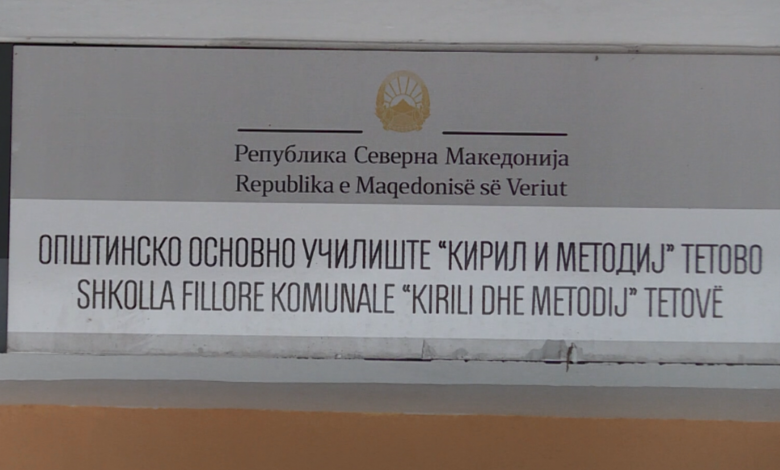 Република Северна Македонија
Republika e Maqedonisë së Veriut
ОПШТИНСКО ОСНОВНО УЧИЛИШТЕ “КИРИЛ И МЕТОДИЈ” ТЕТОВО
SHKOLLA FILLORE KOMUNALE “KIRILI DHE METODIJ” TETOVË